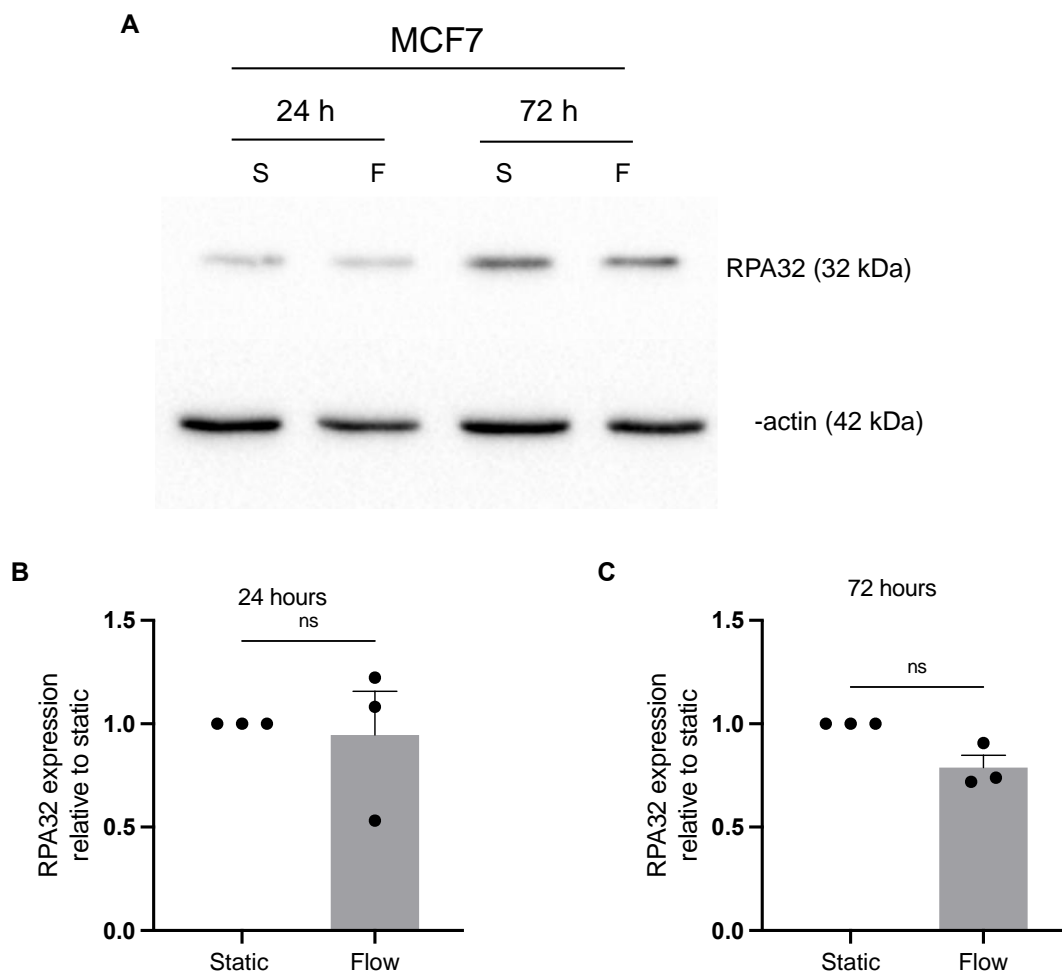 A
MCF7
24 h
72 h
S
F
S
F
RPA32 (32 kDa)
-actin (42 kDa)
B
24 hours
ns
1.5
1.0
0.5
0.0
RPA32 expression
relative to static
Static
Flow
C
72 hours
ns
1.5
1.0
0.5
0.0
RPA32 expression
relative to static
Static
Flow